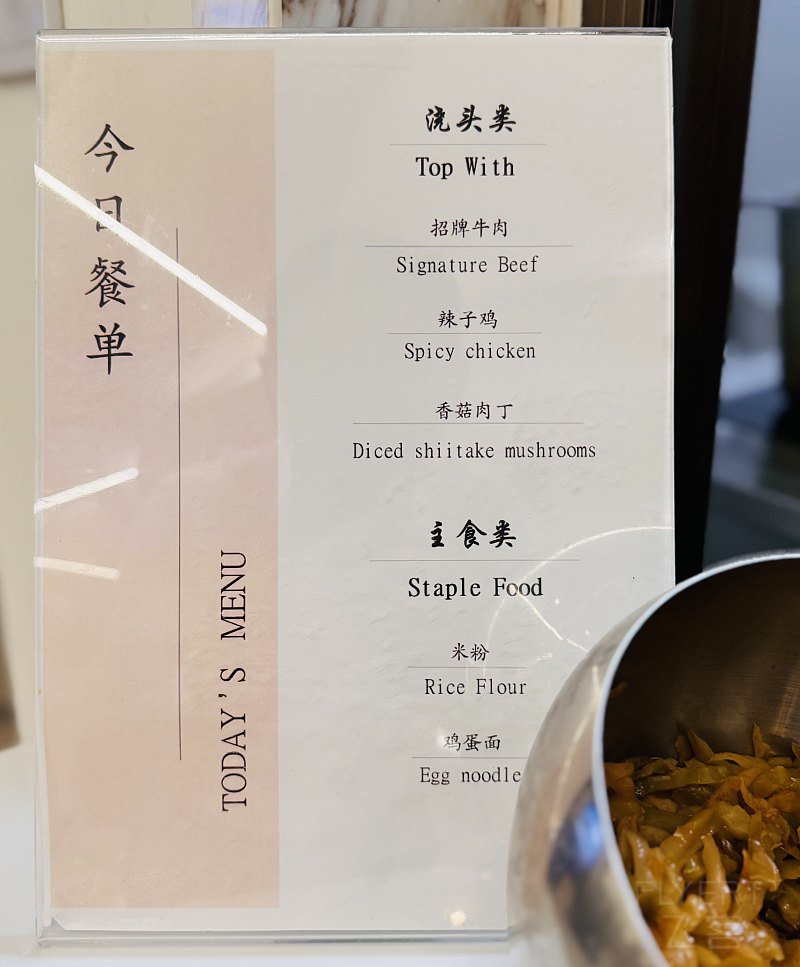 今日餐单
TODAY'S MENU
浇头类
Top With
招牌牛肉
Signature Beef
辣子鸡
Spicy chicken
香菇肉丁
Diced shiitake mushrooms
主食类
Staple Food
米粉
Rice Flour
鸡蛋面
Egg noodle
FLYERT